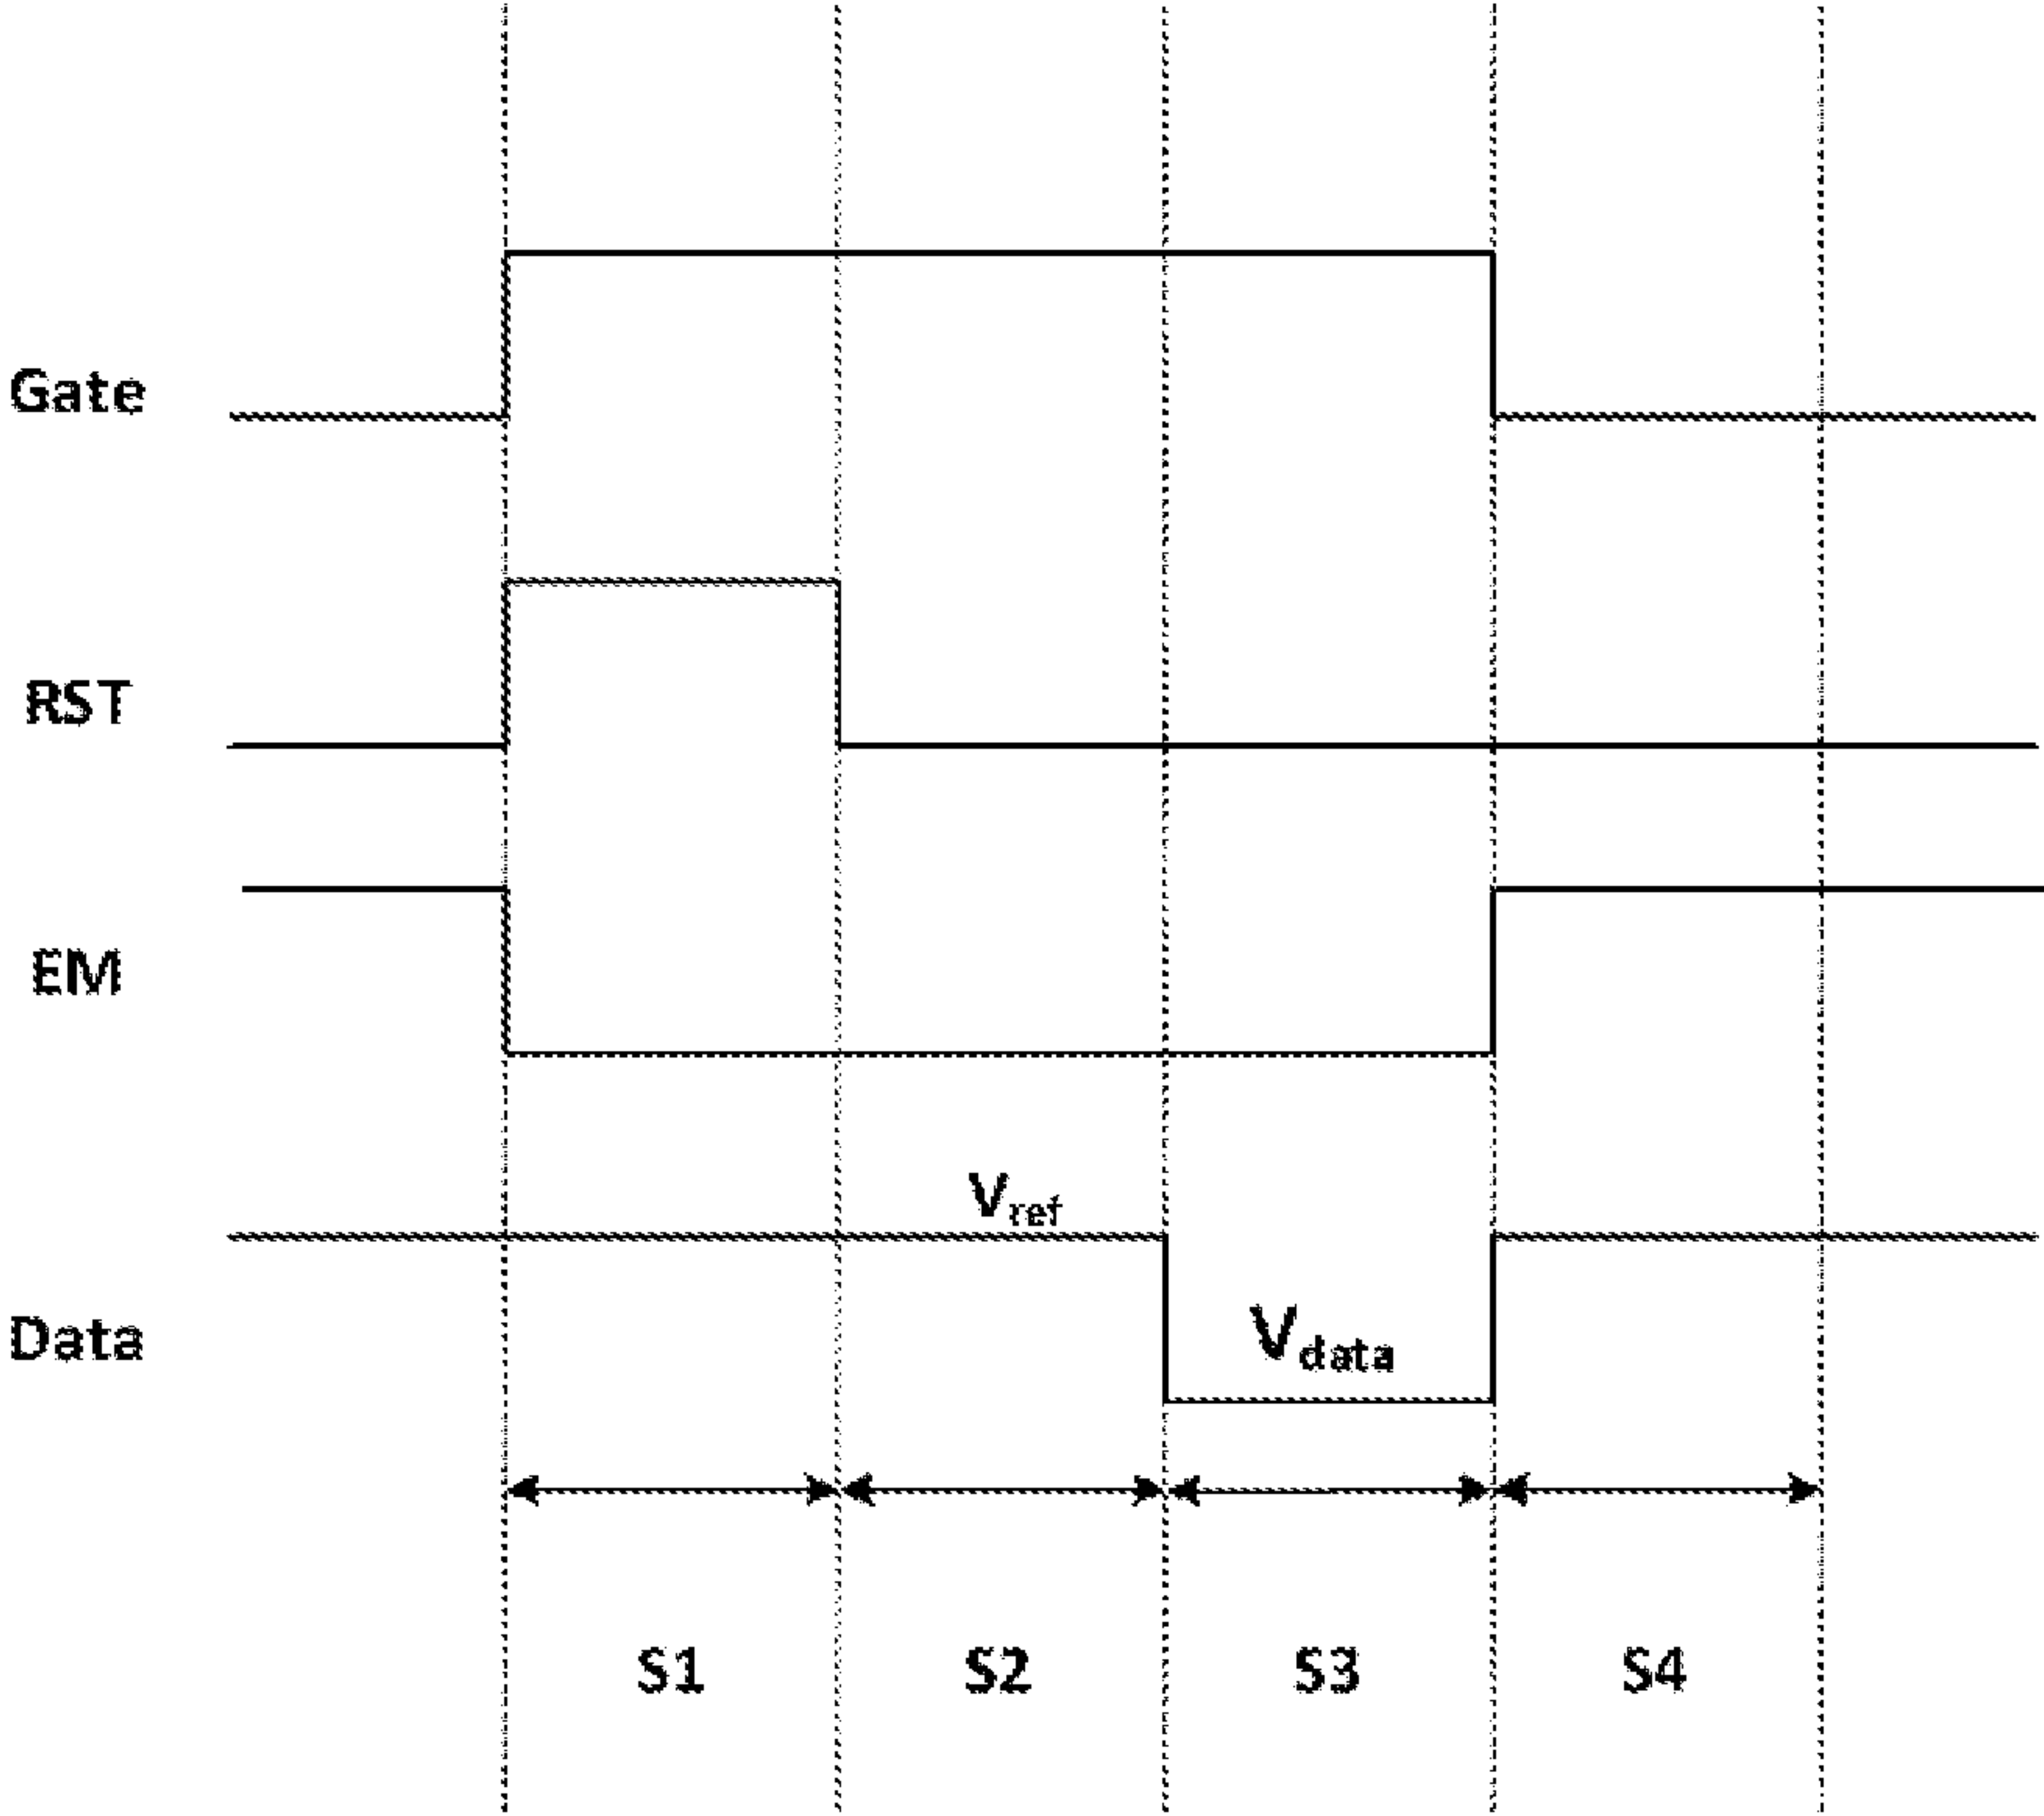 Gate
RST
EM
Vref
Data
Vdata
S1 S2 S3 S4